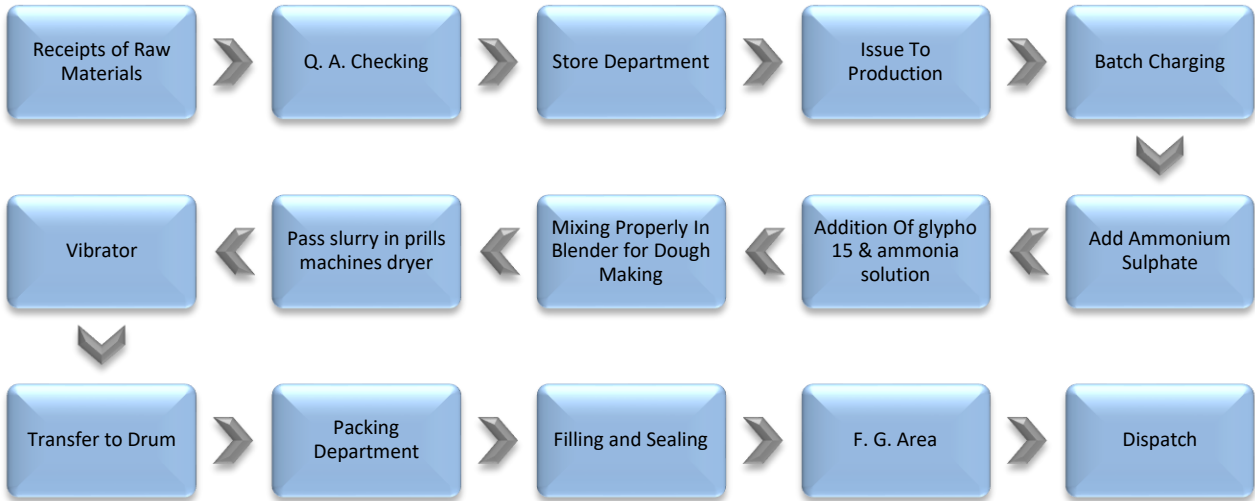 Receipts of Raw
Materials
Q. A. Checking
Store Department
Issue To
Production
Batch Charging
Add Ammonium
Sulphate
Addition Of glypho
15 & ammonia
solution
Mixing Properly In
Blender for Dough
Making
Pass slurry in prills
machines dryer
Vibrator
Transfer to Drum
Packing
Department
Filling and Sealing
F. G. Area
Dispatch